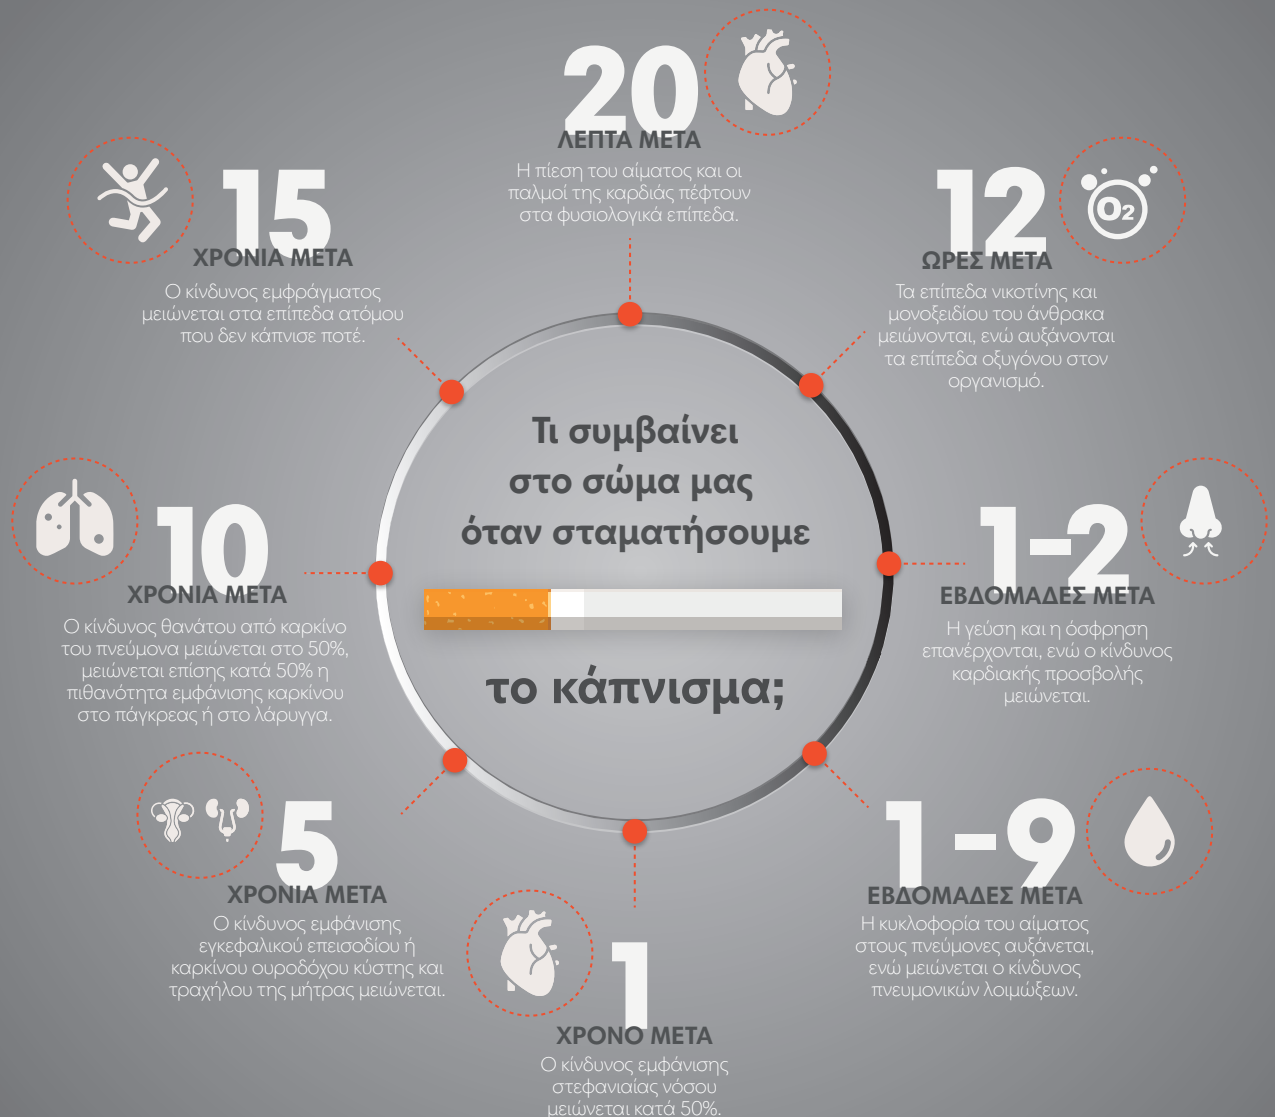 20
ΛΕΠΤΑ ΜΕΤΑ
Η πίεση του αίματος και οι
παλμοί της καρδιάς πέφτουν
στα φυσιολογικά επίπεδα.
12
ΩΡΕΣ ΜΕΤΑ
Τα επίπεδα νικοτίνης και
μονοξειδίου του άνθρακα
μειώνονται, ενώ αυξάνονται
τα επίπεδα οξυγόνου στον
οργανισμό.
O2
1-2
ΕΒΔΟΜΑΔΕΣ ΜΕΤΑ
Η γεύση και η όσφρηση
επανέρχονται, ενώ ο κίνδυνος
καρδιακής προσβολής
μειώνεται.
1-9
ΕΒΔΟΜΑΔΕΣ ΜΕΤΑ
Η κυκλοφορία του αίματος
στους πνεύμονες αυξάνεται,
ενώ μειώνεται ο κίνδυνος
πνευμονικών λοιμώξεων.
1
ΧΡΟΝΟ ΜΕΤΑ
Ο κίνδυνος εμφάνισης
στεφανιαίας νόσου
μειώνεται κατά 50%.
5
ΧΡΟΝΙΑ ΜΕΤΑ
Ο κίνδυνος εμφάνισης
εγκεφαλικού επεισοδίου ή
καρκίνου ουροδόχου κύστης και
τραχήλου της μήτρας μειώνεται.
10
ΧΡΟΝΙΑ ΜΕΤΑ
Ο κίνδυνος θανάτου από καρκίνο
του πνεύμονα μειώνεται στο 50%,
μειώνεται επίσης κατά 50% η
πιθανότητα εμφάνισης καρκίνου
στο πάγκρεας ή στο λάρυγγα.
15
ΧΡΟΝΙΑ ΜΕΤΑ
Ο κίνδυνος εμφράγματος
μειώνεται στα επίπεδα ατόμου
που δεν κάπνισε ποτέ.
Τι συμβαίνει
στο σώμα μας
όταν σταματήσουμε
το κάπνισμα;